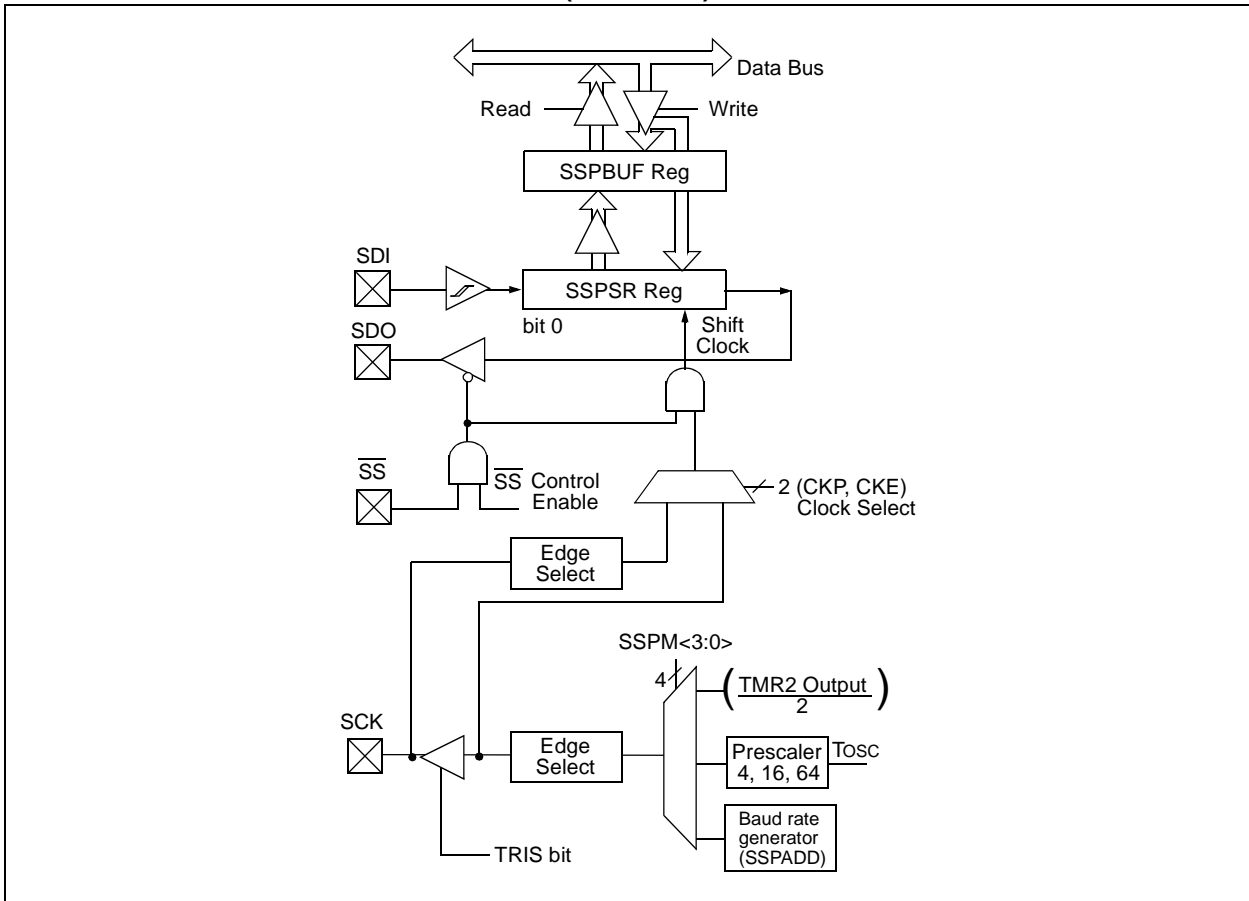 Data Bus
Read
Write
SSPBUF Reg
SDI
SSPSR Reg
bit 0
Shift
Clock
SDO
SS
SS Control
Enable
2 (CKP, CKE)
Clock Select
Edge
Select
SSPM<3:0>
4
(TMR2 Output)
2
SCK
Edge
Select
Prescaler
4, 16, 64
TOSC
Baud rate
generator
(SSPADD)
TRIS bit